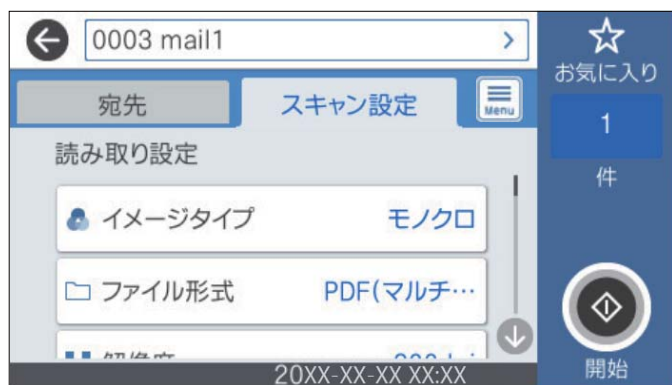 0003 mail1
お気に入り
宛先
スキャン設定
Menu
1
件
読み取り設定
イメージタイプ モノクロ
ファイル形式 PDF(マルチ…
20XX-XX-XX XX:XX
開始